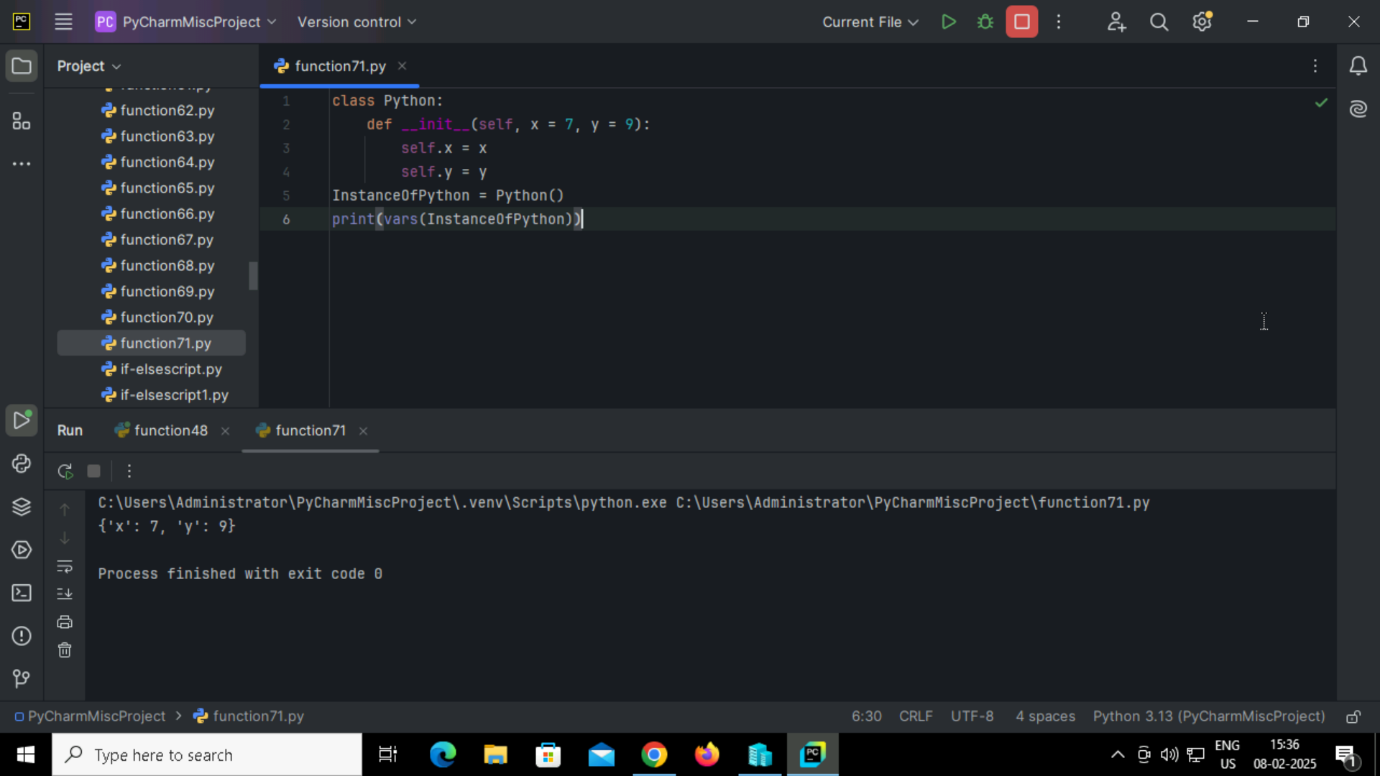 PC PyCharmMiscProject Version control Current File
Project function71.py
function62.py
function63.py
function64.py
function65.py
function66.py
function67.py
function68.py
function69.py
function70.py
function71.py
if-elsescript.py
if-elsescript1.py
1 class Python:
2 def __init__(self, x = 7, y = 9):
3 self.x = x
4 self.y = y
5 InstanceOfPython = Python()
6 print(vars(InstanceOfPython))
Run function48 function71
C:\Users\Administrator\PyCharmMiscProject\.venv\Scripts\python.exe C:\Users\Administrator\PyCharmMiscProject\function71.py
{'x': 7, 'y': 9}
Process finished with exit code 0
PyCharmMiscProject > function71.py 6:30 CRLF UTF-8 4 spaces Python 3.13 (PyCharmMiscProject)
Type here to search
ENG
US
15:36
08-02-2025
1